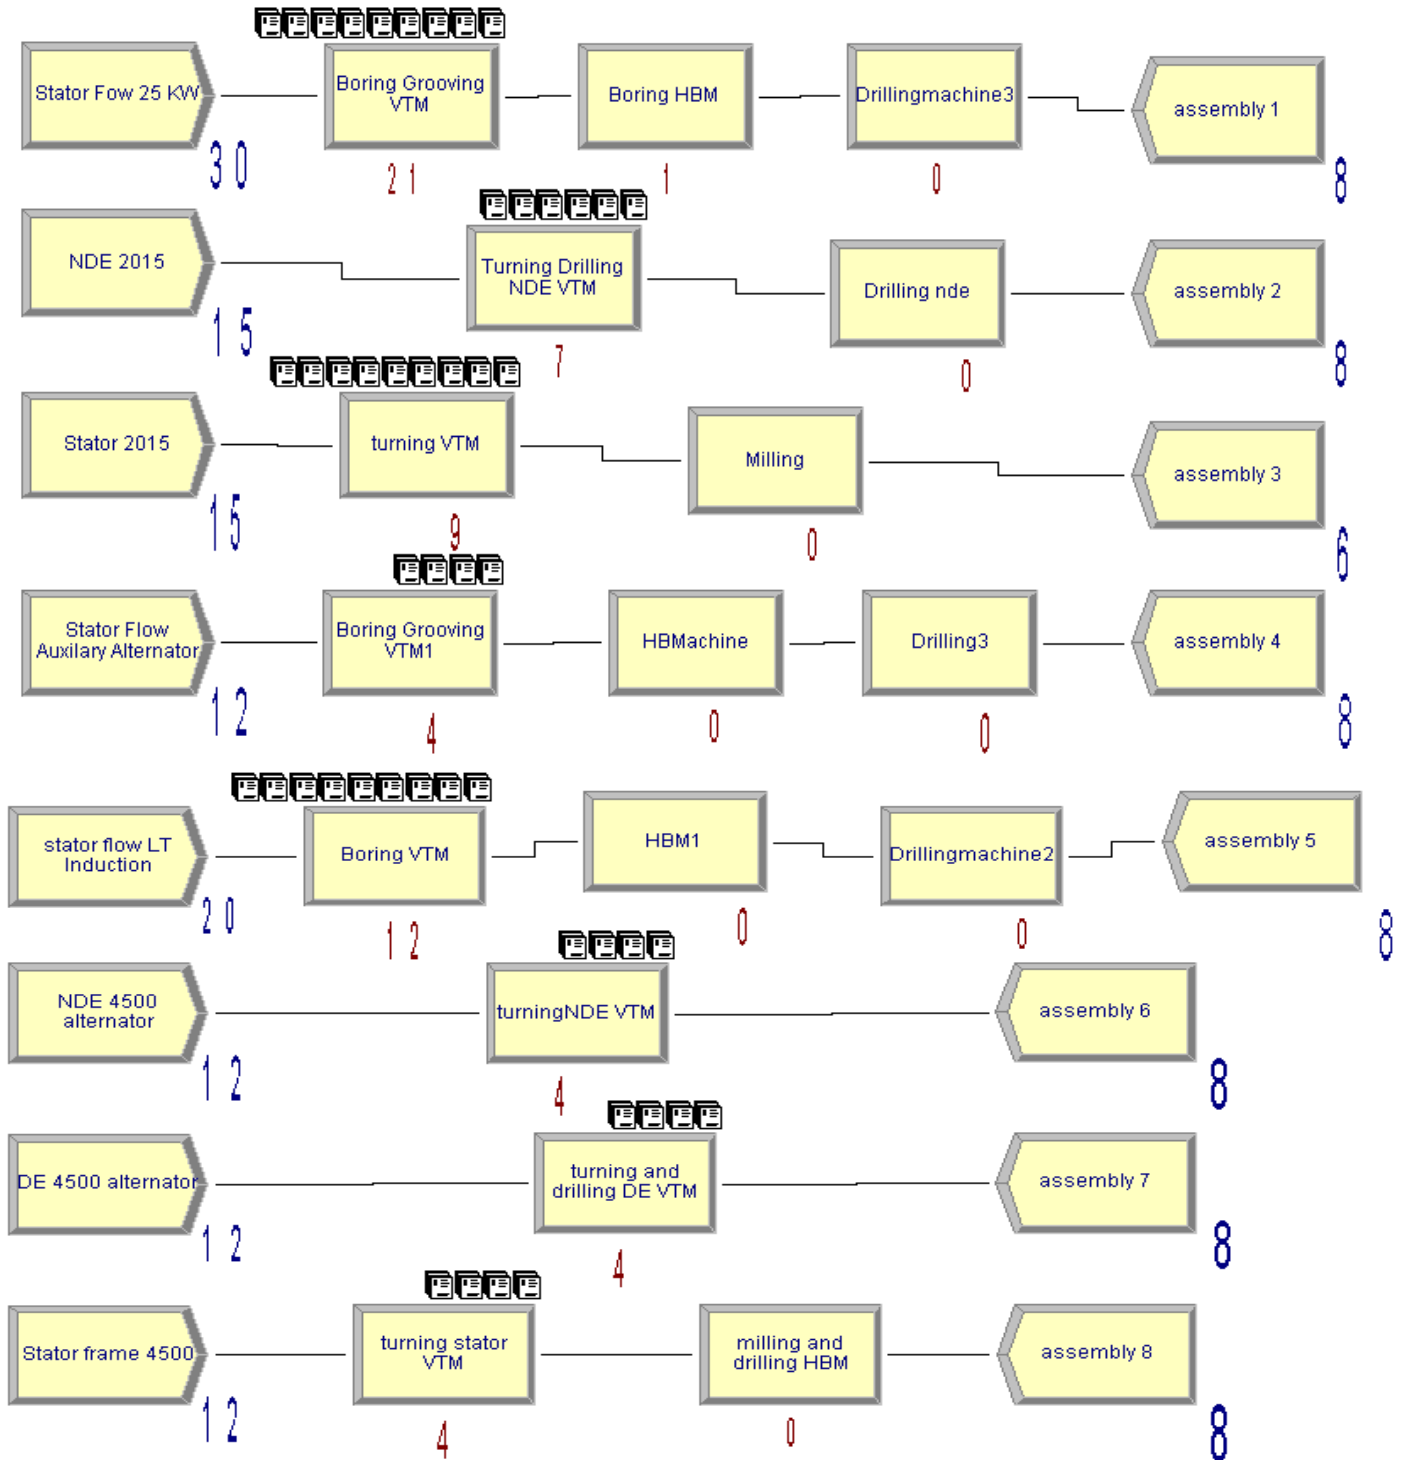 Stator Fow 25 KW
Boring Grooving
VTM
Boring HBM
Drillingmachine3
assembly 1
30
21
1
0
8
NDE 2015
Turning Drilling
NDE VTM
Drilling nde
assembly 2
15
7
0
8
Stator 2015
turning VTM
Milling
assembly 3
15
9
0
6
Stator Flow
Auxilary Alternator
Boring Grooving
VTM1
HBMachine
Drilling3
assembly 4
12
4
0
0
8
stator flow LT
Induction
Boring VTM
HBM1
Drillingmachine2
assembly 5
20
12
0
0
8
NDE 4500
alternator
turningNDE VTM
assembly 6
12
4
8
DE 4500 alternator
turning and
drilling DE VTM
assembly 7
12
4
8
Stator frame 4500
turning stator
VTM
milling and
drilling HBM
assembly 8
12
4
0
8